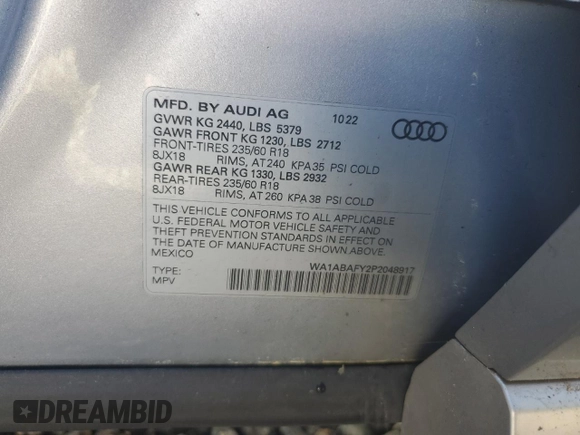 MFD. BY AUDI AG 10 22
GVWR KG 2440, LBS 5379
GAWR FRONT KG 1230, LBS 2712
FRONT-TIRES 235/60 R18
8JX18 RIMS, AT 240 KPA 35 PSI COLD
GAWR REAR KG 1330, LBS 2932
REAR-TIRES 235/60 R18
8JX18 RIMS, AT 260 KPA 38 PSI COLD
THIS VEHICLE CONFORMS TO ALL APPLICABLE
U.S. FEDERAL MOTOR VEHICLE SAFETY AND
THEFT PREVENTION STANDARDS IN EFFECT ON
THE DATE OF MANUFACTURE SHOWN ABOVE.
MEXICO
WA1ABAFY2P2048917
TYPE:
MPV
DREAMBID